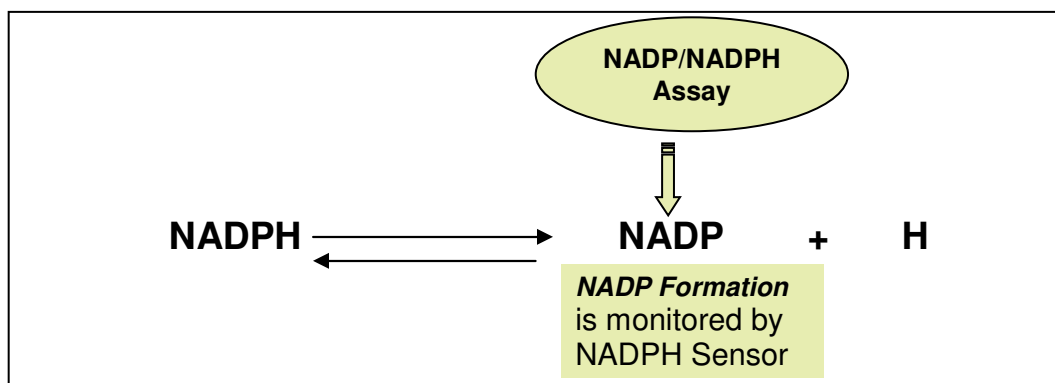 NADP/NADPH
Assay
NADPH NADP + H
NADP Formation
is monitored by
NADPH Sensor